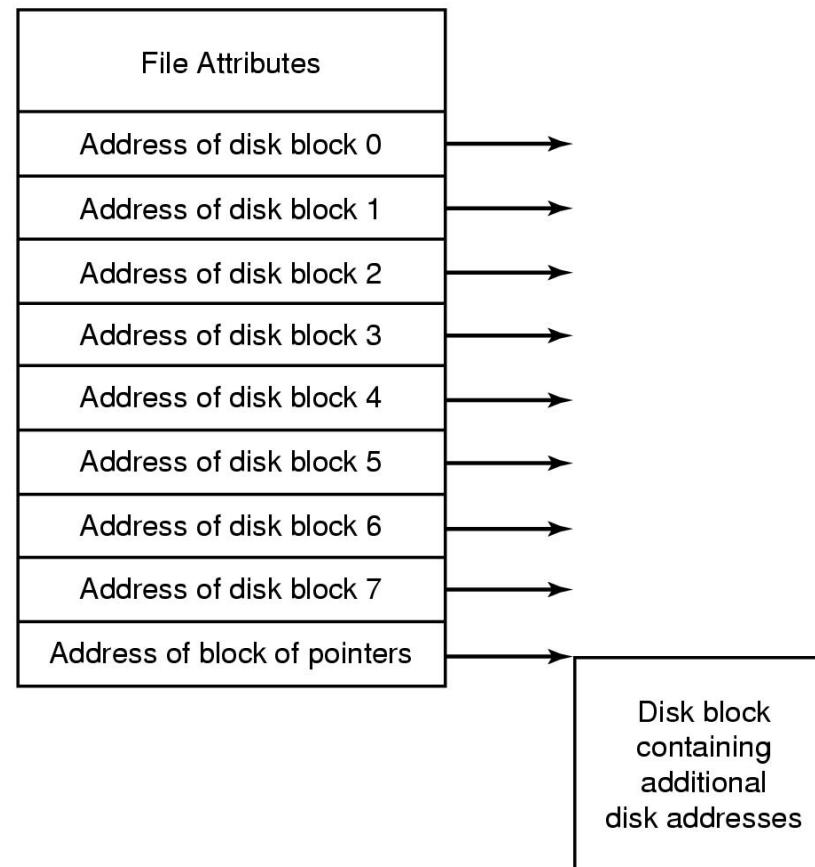 File Attributes
Address of disk block 0
Address of disk block 1
Address of disk block 2
Address of disk block 3
Address of disk block 4
Address of disk block 5
Address of disk block 6
Address of disk block 7
Address of block of pointers
Disk block
containing
additional
disk addresses